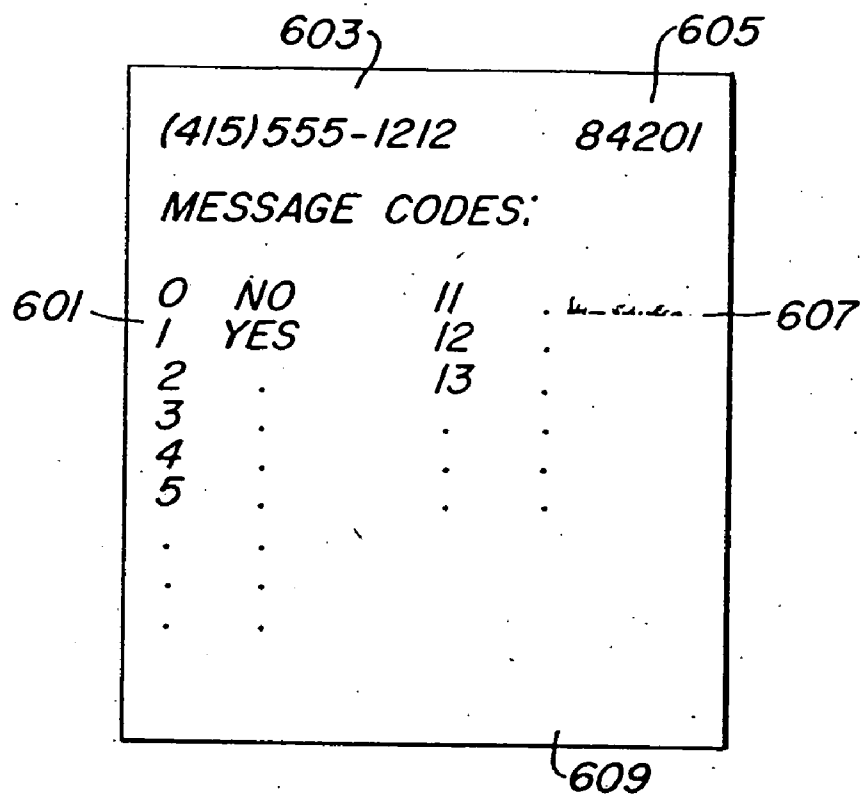 603 605
(415) 555-1212 84201
MESSAGE CODES:
0 NO 11 .
601 1 YES 12 . 607
2 . 13 .
3 . . .
4 . . .
5 . . .
. .
. .
. .
609